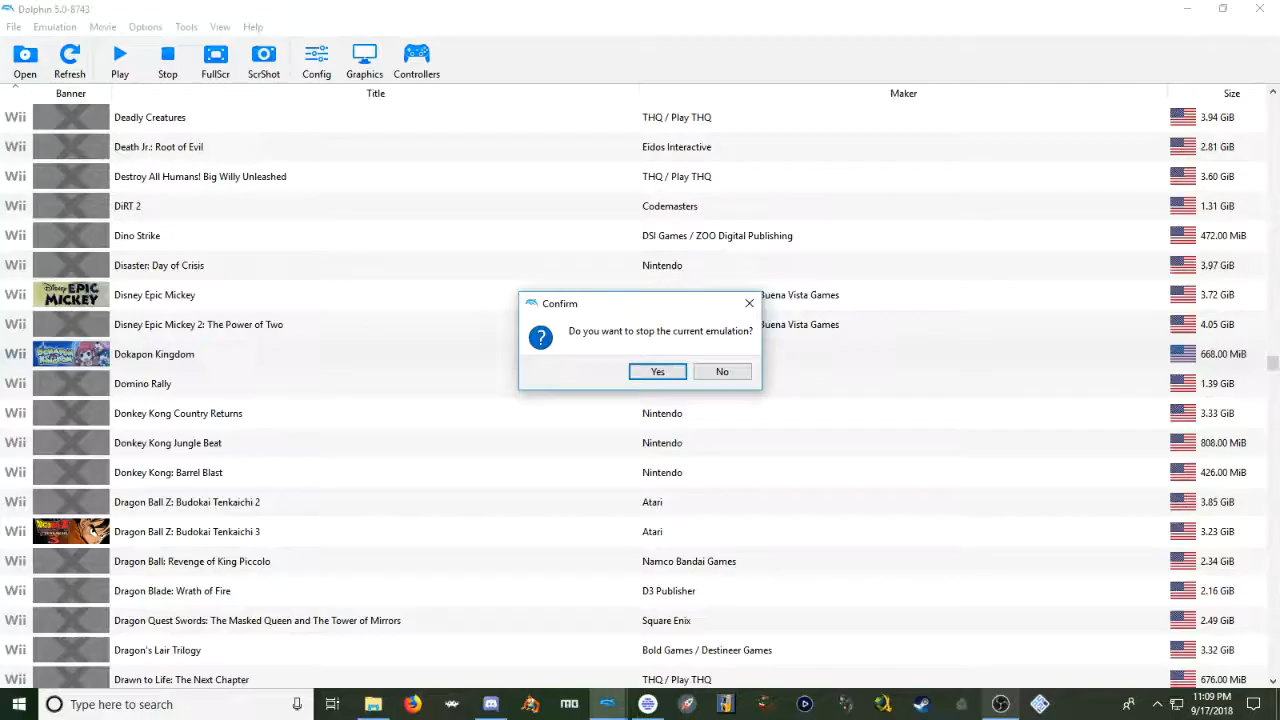 Dolphin 5.0-8743
File Emulation Movie Options Tools View Help
Open Refresh Play Stop FullScr ScrShot Config Graphics Controllers
Banner Title Maker Size
Wii Deadly Creatures THQ / Play THQ 3.94 GiB
Wii Death Jr.: Root of Evil Eidos Interactive 2.81 GiB
Wii Destroy All Humans! Big Willy Unleashed THQ / Play THQ 3.60 GiB
Wii DiRT 2 Codemasters 1.31 GiB
Wii Dino Strike DSI Games / ZOO Digital Publishing 472.00 MiB
Wii Disaster: Day of Crisis Nintendo 3.97 GiB
Wii Disney EPIC MICKEY Disney Epic Mickey Buena Vista Games 3.72 GiB
Wii Disney Epic Mickey 2: The Power of Two Buena Vista Games 4.05 GiB
Wii DOKAPON KINGDOM Dokapon Kingdom
Wii Domino Rally 1.39 GiB
Wii Donkey Kong Country Returns Nintendo 3.33 GiB
Wii Donkey Kong Jungle Beat Nintendo 808.00 MiB
Wii Donkey Kong: Barrel Blast Nintendo 426.00 MiB
Wii Dragon Ball Z: Budokai Tenkaichi 2 Atari 3.85 GiB
Wii Dragon Ball Z: Budokai Tenkaichi 3 Atari 3.23 GiB
Wii Dragon Ball: Revenge of King Piccolo Namco Bandai Games 2.34 GiB
Wii Dragon Blade: Wrath of Fire D3 Publisher 2.16 GiB
Wii Dragon Quest Swords: The Masked Queen and The Tower of Mirrors Square Enix 2.49 GiB
Wii Dragon's Lair Trilogy Bold Games / Destineer Games 3.32 GiB
Wii Drawn to Life: The Next Chapter THQ / Play THQ 676.00 MiB
Confirm
Do you want to stop the current emulation?
Yes No
Type here to search
11:09 PM
9/17/2018